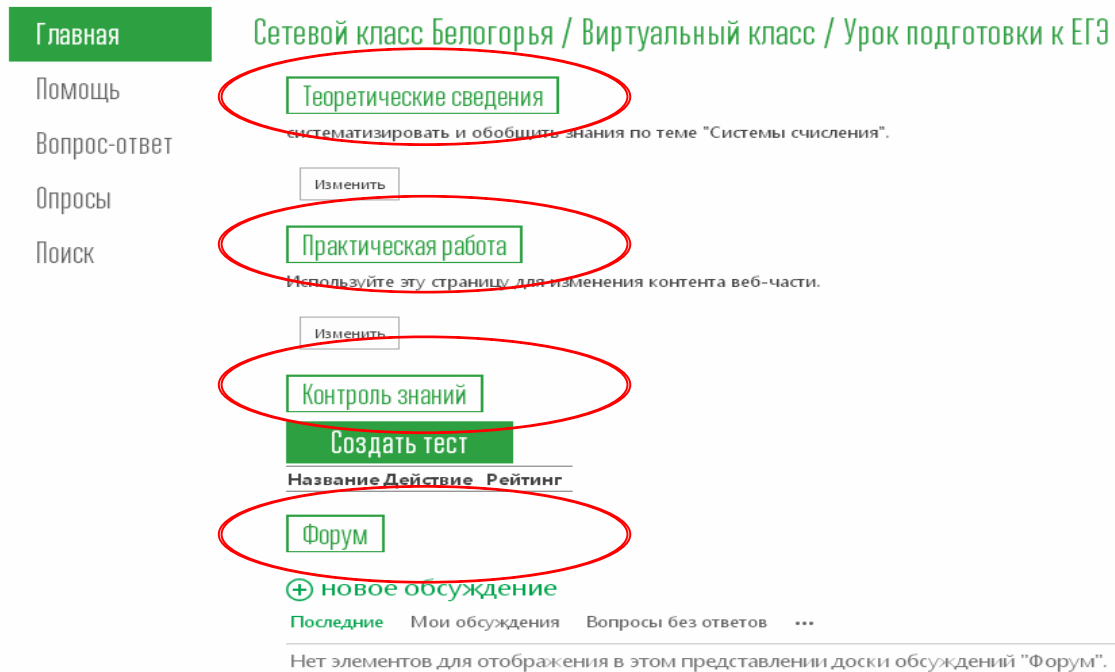 Главная
Помощь
Вопрос-ответ
Опросы
Поиск
Сетевой класс Белогорья / Виртуальный класс / Урок подготовки к ЕГЭ
Теоретические сведения
систематизировать и обобщить знания по теме "Системы счисления".
Изменить
Практическая работа
Используйте эту страницу для изменения контента веб-части.
Изменить
Контроль знаний
Создать тест
Название Действие Рейтинг
Форум
новое обсуждение
Последние Мои обсуждения Вопросы без ответов ...
Нет элементов для отображения в этом представлении доски обсуждений "Форум".